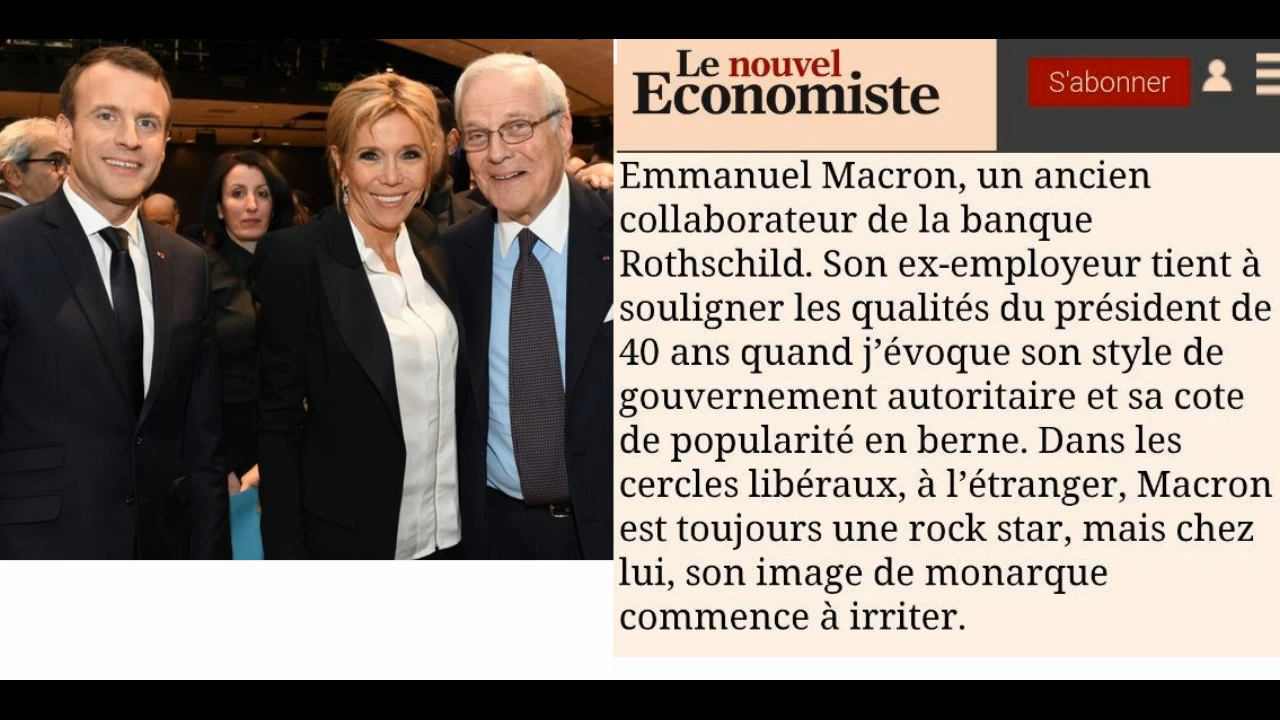 Le nouvel
Economiste
S'abonner
Emmanuel Macron, un ancien
collaborateur de la banque
Rothschild. Son ex-employeur tient à
souligner les qualités du président de
40 ans quand j’évoque son style de
gouvernement autoritaire et sa cote
de popularité en berne. Dans les
cercles libéraux, à l’étranger, Macron
est toujours une rock star, mais chez
lui, son image de monarque
commence à irriter.